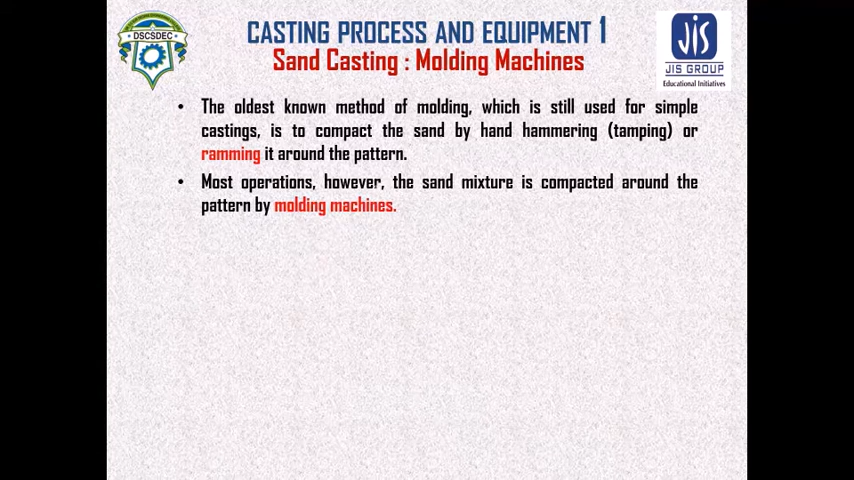 DSCSDEC
CASTING PROCESS AND EQUIPMENT 1
Sand Casting : Molding Machines
JIS
JIS GROUP
Educational Initiatives
• The oldest known method of molding, which is still used for simple
castings, is to compact the sand by hand hammering (tamping) or
ramming it around the pattern.
• Most operations, however, the sand mixture is compacted around the
pattern by molding machines.